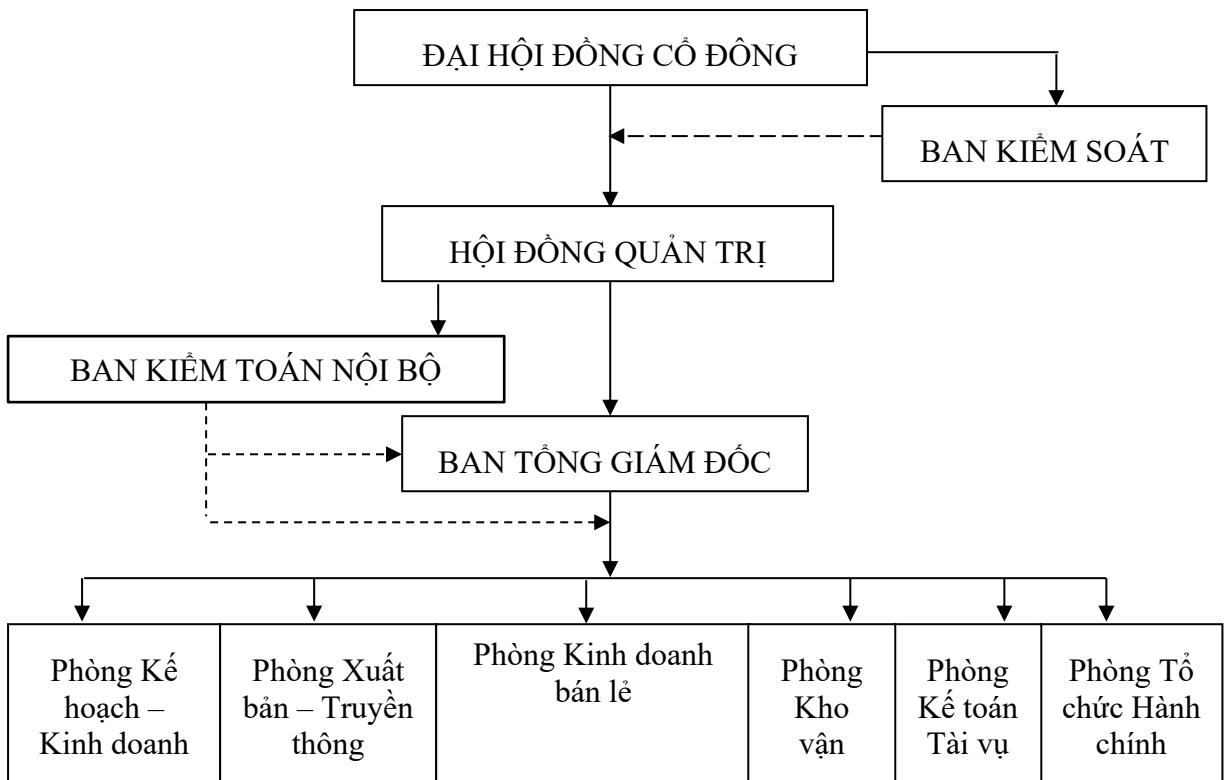 ĐẠI HỘI ĐỒNG CỔ ĐÔNG
BAN KIỂM SOÁT
HỘI ĐỒNG QUẢN TRỊ
BAN KIỂM TOÁN NỘI BỘ
BAN TỔNG GIÁM ĐỐC
Phòng Kế
hoạch –
Kinh doanh
Phòng Xuất
bản – Truyền
thông
Phòng Kinh doanh
bán lẻ
Phòng
Kho
vận
Phòng
Kế toán
Tài vụ
Phòng Tổ
chức Hành
chính